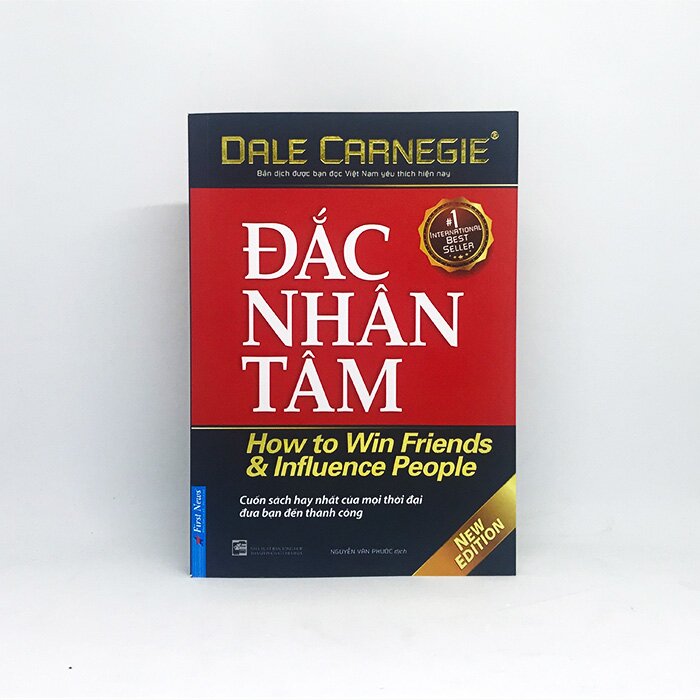 DALE CARNEGIE®
Bản dịch được bạn đọc Việt Nam yêu thích hiện nay
#1
INTERNATIONAL
BEST
SELLER
ĐẮC
NHÂN
TÂM
How to Win Friends
& Influence People
Cuốn sách hay nhất của mọi thời đại
đưa bạn đến thành công
NEW
EDITION
First News
NGUYỄN VĂN PHƯỚC dịch